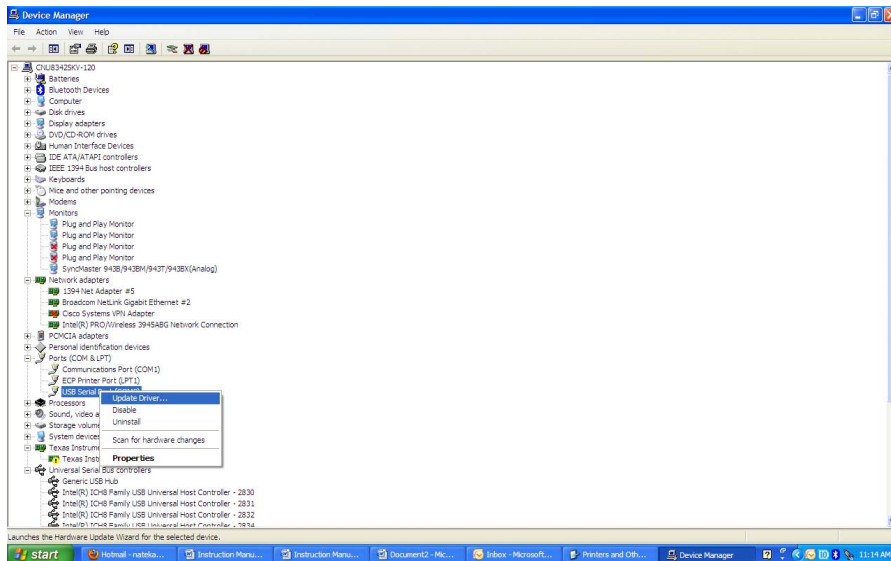 Device Manager
File Action View Help
CNU8342SKV-120
Batteries
Bluetooth Devices
Computer
Disk drives
Display adapters
DVD/CD-ROM drives
Human Interface Devices
IDE ATA/ATAPI controllers
IEEE 1394 Bus host controllers
Keyboards
Mice and other pointing devices
Modems
Monitors
Plug and Play Monitor
Plug and Play Monitor
Plug and Play Monitor
Plug and Play Monitor
SyncMaster 943B/943BM/943T/943BX(Analog)
Network adapters
1394 Net Adapter #5
Broadcom NetLink Gigabit Ethernet #2
Cisco Systems VPN Adapter
Intel(R) PRO/Wireless 3945ABG Network Connection
PCMCIA adapters
Personal identification devices
Ports (COM & LPT)
Communications Port (COM1)
ECP Printer Port (LPT1)
USB Serial
Update Driver...
Processors
Disable
Sound, video a
Uninstall
Storage volume
System devices
Scan for hardware changes
Texas Instrum
Texas Inst
Properties
Universal Serial Bus controllers
Generic USB Hub
Intel(R) ICH8 Family USB Universal Host Controller - 2830
Intel(R) ICH8 Family USB Universal Host Controller - 2831
Intel(R) ICH8 Family USB Universal Host Controller - 2832
Intel(R) ICH8 Family USB Universal Host Controller - 2834
Launches the Hardware Update Wizard for the selected device.
start Hotmail - nateka... Instruction Manu... Instruction Manu... Document2 - Mic... Inbox - Microsoft... Printers and Oth... Device Manager 11:14 AM